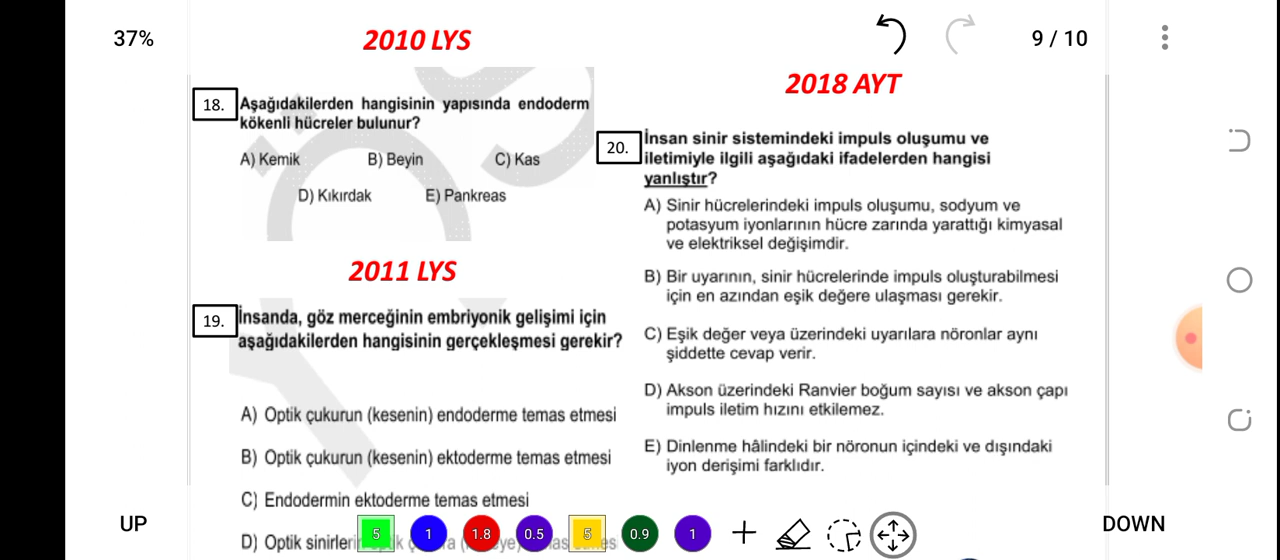 37%
2010 LYS
9 / 10
18. Aşağıdakilerden hangisinin yapısında endoderm
kökenli hücreler bulunur?
A) Kemik B) Beyin C) Kas
D) Kıkırdak E) Pankreas
2011 LYS
19. İnsanda, göz merceğinin embriyonik gelişimi için
aşağıdakilerden hangisinin gerçekleşmesi gerekir?
A) Optik çukurun (kesenin) endoderme temas etmesi
B) Optik çukurun (kesenin) ektoderme temas etmesi
C) Endodermin ektoderme temas etmesi
D) Optik
2018 AYT
20. İnsan sinir sistemindeki impuls oluşumu ve
iletimiyle ilgili aşağıdaki ifadelerden hangisi
yanlıştır?
A) Sinir hücrelerindeki impuls oluşumu, sodyum ve
potasyum iyonlarının hücre zarında yarattığı kimyasal
ve elektriksel değişimdir.
B) Bir uyarının, sinir hücrelerinde impuls oluşturabilmesi
için en azından eşik değere ulaşması gerekir.
C) Eşik değer veya üzerindeki uyarılara nöronlar aynı
şiddette cevap verir.
D) Akson üzerindeki Ranvier boğum sayısı ve akson çapı
impuls iletim hızını etkilemez.
E) Dinlenme hâlindeki bir nöronun içindeki ve dışındaki
iyon derişimi farklıdır.
UP
5 1 1.8 0.5 5 0.9 1
DOWN